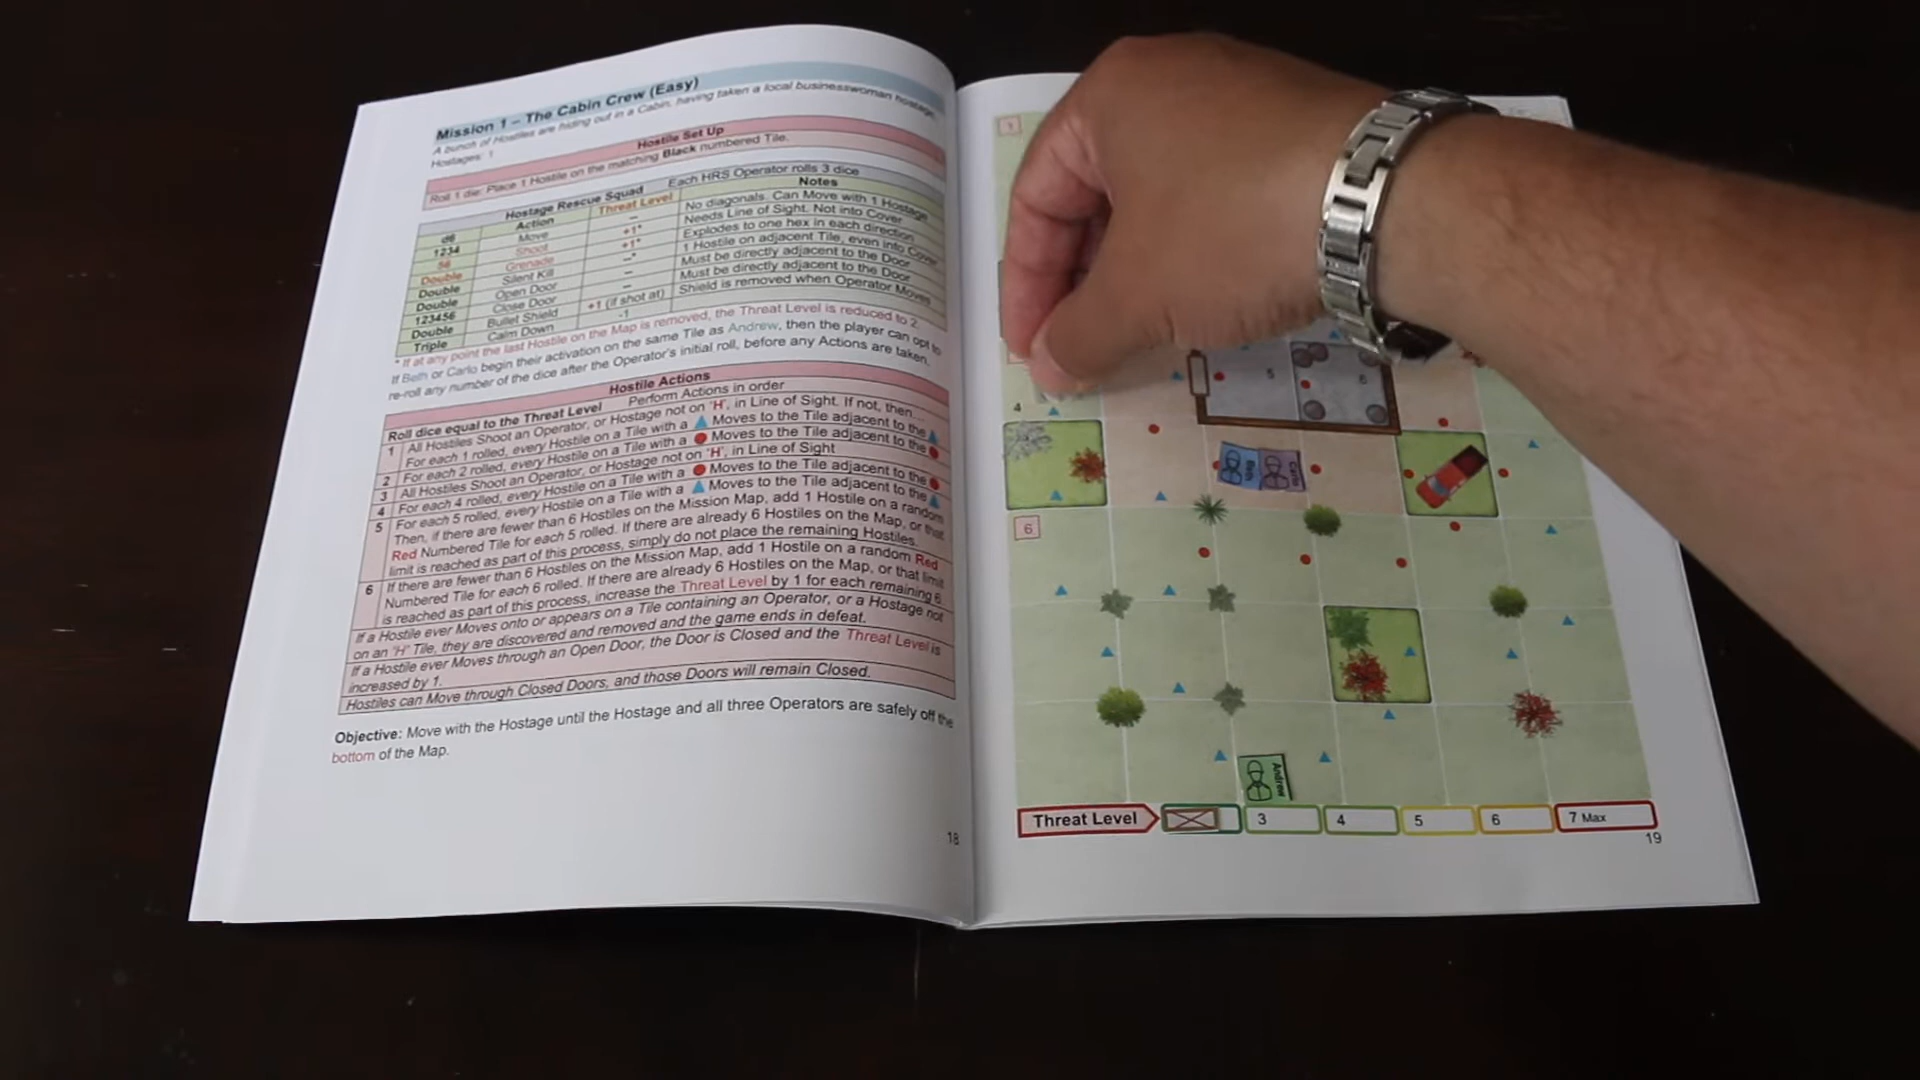 Mission 1 – The Cabin Crew (Easy)
A bunch of Hostiles are hiding out in a Cabin, having taken a local businesswoman hostage.
Hostages: 1
Hostile Set Up
Roll 1 die: Place 1 Hostile on the matching Black numbered Tile.
Hostage Rescue Squad Each HRS Operator rolls 3 dice
d6 Action Threat Level Notes
1234 Move – No diagonals. Can Move with 1 Hostage
56 Shoot +1* Needs Line of Sight. Not into Cover
Double Grenade +1* Explodes to one hex in each direction
Double Silent Kill –* 1 Hostile on adjacent Tile, even into Cover
Double Open Door – Must be directly adjacent to the Door
123456 Close Door – Must be directly adjacent to the Door
Double Bullet Shield +1 (if shot at) Shield is removed when Operator Moves
Triple Calm Down -1
* If at any point the last Hostile on the Map is removed, the Threat Level is reduced to 2.
If Beth or Carlo begin their activation on the same Tile as Andrew, then the player can opt to
re-roll any number of the dice after the Operator's initial roll, before any Actions are taken.
Hostile Actions
Roll dice equal to the Threat Level Perform Actions in order
1 All Hostiles Shoot an Operator, or Hostage not on 'H', in Line of Sight. If not, then...
For each 1 rolled, every Hostile on a Tile with a ▲ Moves to the Tile adjacent to the ▲
2 For each 2 rolled, every Hostile on a Tile with a ● Moves to the Tile adjacent to the ●
3 All Hostiles Shoot an Operator, or Hostage not on 'H', in Line of Sight
4 For each 4 rolled, every Hostile on a Tile with a ● Moves to the Tile adjacent to the ●
5 For each 5 rolled, every Hostile on a Tile with a ▲ Moves to the Tile adjacent to the ▲
Then, if there are fewer than 6 Hostiles on the Mission Map, add 1 Hostile on a random
Red Numbered Tile for each 5 rolled. If there are already 6 Hostiles on the Map, or that
limit is reached as part of this process, simply do not place the remaining Hostiles.
6 If there are fewer than 6 Hostiles on the Mission Map, add 1 Hostile on a random Red
Numbered Tile for each 6 rolled. If there are already 6 Hostiles on the Map, or that limit
is reached as part of this process, increase the Threat Level by 1 for each remaining 6
If a Hostile ever Moves onto or appears on a Tile containing an Operator, or a Hostage not
on an 'H' Tile, they are discovered and removed and the game ends in defeat.
If a Hostile ever Moves through an Open Door, the Door is Closed and the Threat Level is
increased by 1.
Hostiles can Move through Closed Doors, and those Doors will remain Closed.
Objective: Move with the Hostage until the Hostage and all three Operators are safely off the
bottom of the Map.
18
5
6
4
Beth
Carlo
6
Andrew
Threat Level 3 4 5 6 7 Max
19